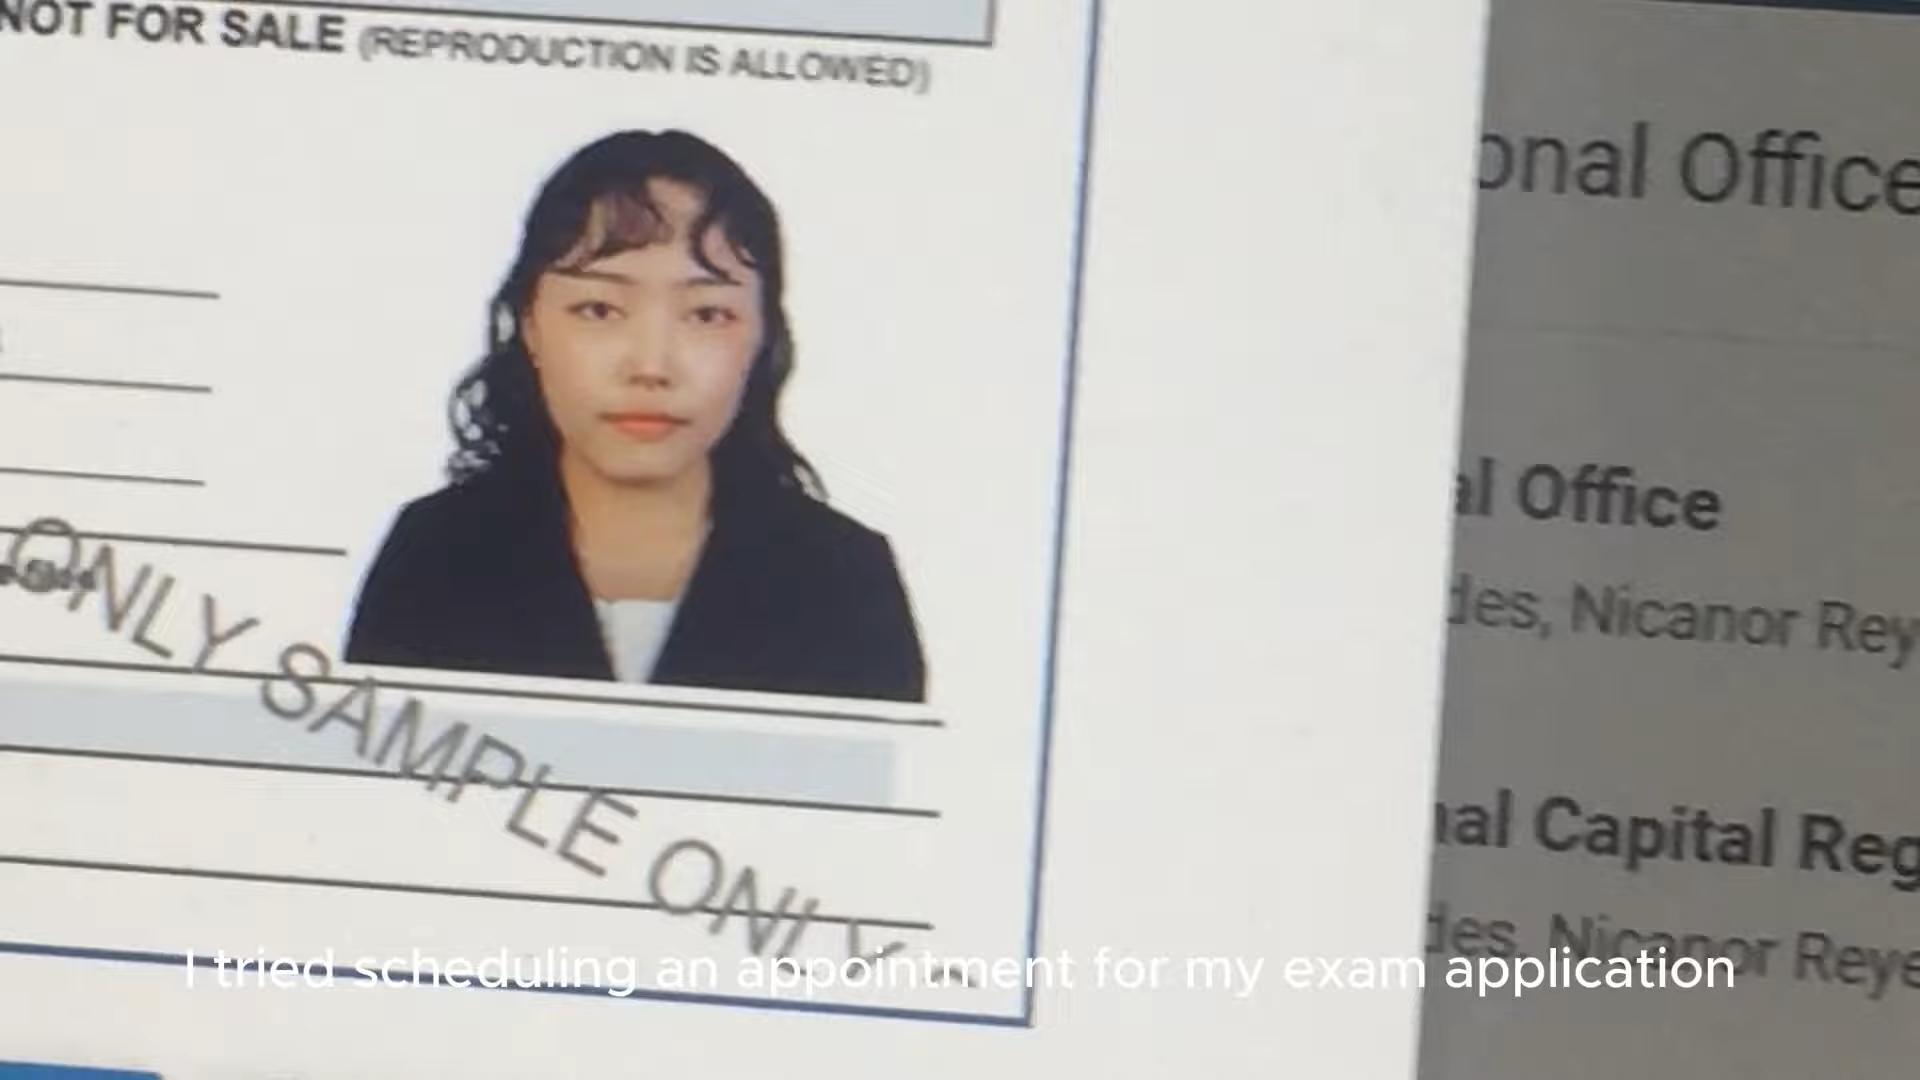 NOT FOR SALE (REPRODUCTION IS ALLOWED)
onal Office
al Office
des, Nicanor Rey
ONLY SAMPLE ONLY
nal Capital Reg
des, Nicanor Reye
I tried scheduling an appointment for my exam application